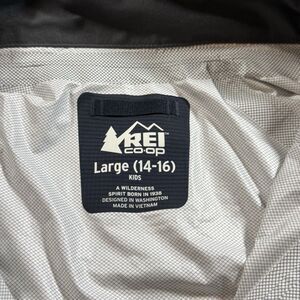 REI
CO·OP
Large (14-16)
KIDS
A WILDERNESS
SPIRIT BORN IN 1938
DESIGNED IN WASHINGTON
MADE IN VIETNAM